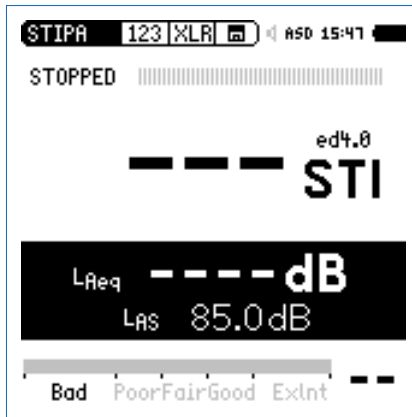 STIPA 123 XLR ASD 15:47
STOPPED
ed4.0
--- STI
LAeq ----dB
LAS 85.0dB
Bad Poor Fair Good Exlnt --